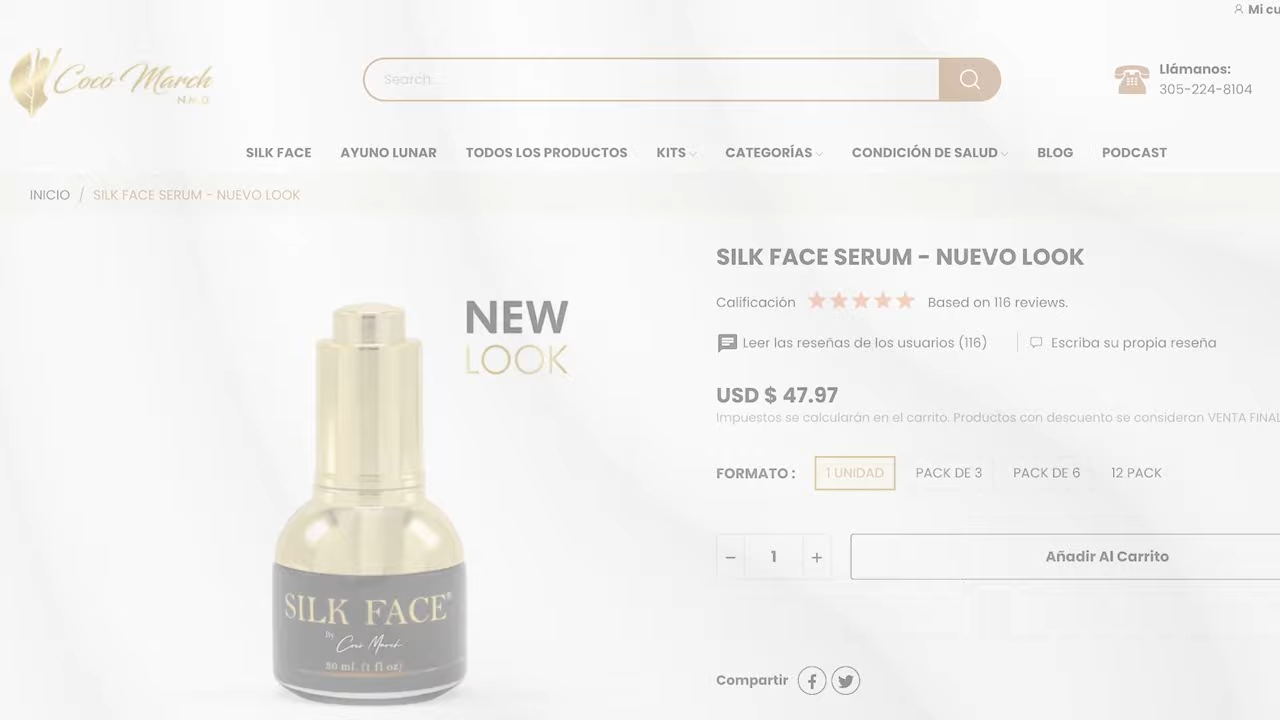 Mi cu
Cocó March
N.M.D
Search...
Llámanos:
305-224-8104
SILK FACE AYUNO LUNAR TODOS LOS PRODUCTOS KITS CATEGORÍAS CONDICIÓN DE SALUD BLOG PODCAST
INICIO / SILK FACE SERUM - NUEVO LOOK
SILK FACE SERUM - NUEVO LOOK
Calificación Based on 116 reviews.
Leer las reseñas de los usuarios (116) Escriba su propia reseña
USD $ 47.97
Impuestos se calcularán en el carrito. Productos con descuento se consideran VENTA FINAL
FORMATO : 1 UNIDAD PACK DE 3 PACK DE 6 12 PACK
− 1 + Añadir Al Carrito
Compartir
NEW
LOOK
SILK FACE®
By Cocó March
30 ml. (1 fl oz)